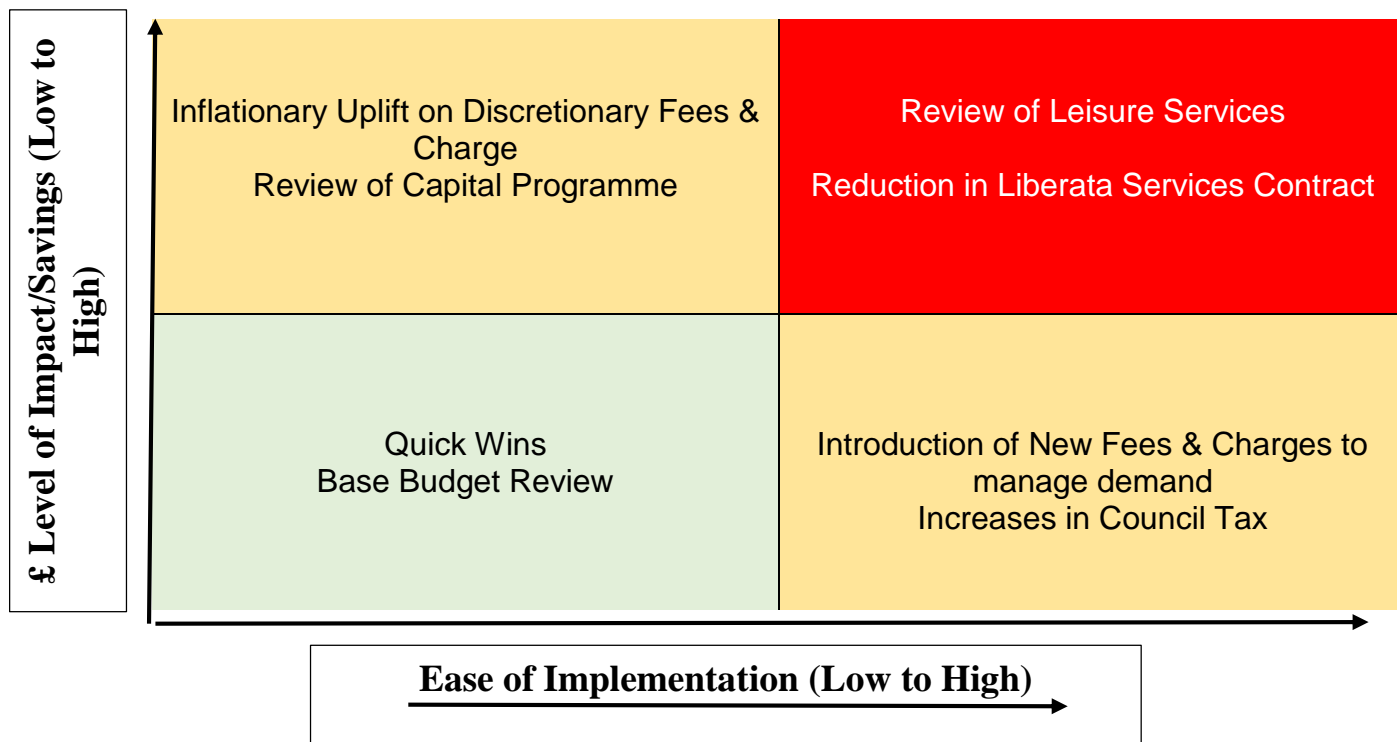 £ Level of Impact/Savings (Low to
High)
Inflationary Uplift on Discretionary Fees &
Charge
Review of Capital Programme
Review of Leisure Services
Reduction in Liberata Services Contract
Quick Wins
Base Budget Review
Introduction of New Fees & Charges to
manage demand
Increases in Council Tax
Ease of Implementation (Low to High)